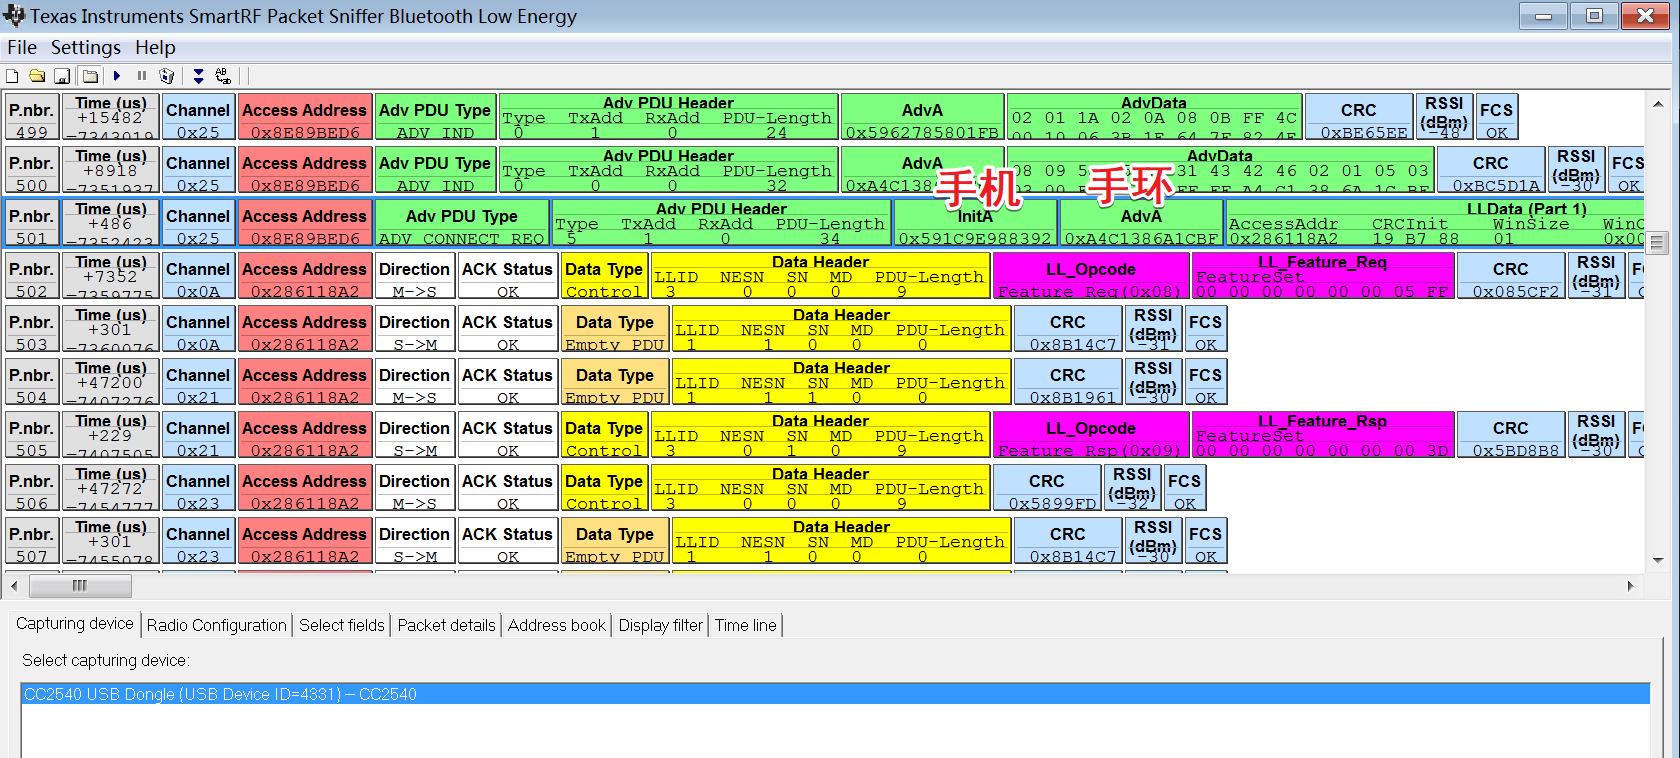 Texas Instruments SmartRF Packet Sniffer Bluetooth Low Energy
File Settings Help
P.nbr. Time (us) Channel Access Address Adv PDU Type Adv PDU Header AdvA AdvData CRC RSSI (dBm) FCS
+15482 Type TxAdd RxAdd PDU-Length 02 01 1A 02 0A 08 0B FF 4C
499 =7343019 0x25 0x8E89BED6 ADV_IND 0 1 0 24 0x5962785801FB 00 10 06 3B 1E 64 7E 82 4E 0xBE65EE -48 OK
P.nbr. Time (us) Channel Access Address Adv PDU Type Adv PDU Header AdvA AdvData CRC RSSI (dBm) FCS
+8918 Type TxAdd RxAdd PDU-Length 08 09 31 43 42 46 02 01 05 03
500 =7351937 0x25 0x8E89BED6 ADV_IND 0 0 0 32 0xA4C138 A4 C1 38 6A 1C BF 0xBC5D1A -30 OK
手机 手环
P.nbr. Time (us) Channel Access Address Adv PDU Type Adv PDU Header InitA AdvA LLData (Part 1)
+486 Type TxAdd RxAdd PDU-Length AccessAddr CRCInit WinSize WinO
501 =7352423 0x25 0x8E89BED6 ADV_CONNECT_REQ 5 1 0 34 0x591C9E988392 0xA4C1386A1CBF 0x286118A2 19 B7 88 01 0x00
P.nbr. Time (us) Channel Access Address Direction ACK Status Data Type Data Header LL_Opcode LL_Feature_Req CRC RSSI (dBm)
+7352 LLID NESN SN MD PDU-Length FeatureSet
502 =7359775 0x0A 0x286118A2 M->S OK Control 3 0 0 0 9 Feature_Req(0x08) 00 00 00 00 00 00 05 FF 0x085CF2 -31
P.nbr. Time (us) Channel Access Address Direction ACK Status Data Type Data Header CRC RSSI (dBm) FCS
+301 LLID NESN SN MD PDU-Length
503 =7360076 0x0A 0x286118A2 S->M OK Empty PDU 1 1 0 0 0 0x8B14C7 -31 OK
P.nbr. Time (us) Channel Access Address Direction ACK Status Data Type Data Header CRC RSSI (dBm) FCS
+47200 LLID NESN SN MD PDU-Length
504 =7407276 0x21 0x286118A2 M->S OK Empty PDU 1 1 1 0 0 0x8B1961 -30 OK
P.nbr. Time (us) Channel Access Address Direction ACK Status Data Type Data Header LL_Opcode LL_Feature_Rsp CRC RSSI (dBm)
+229 LLID NESN SN MD PDU-Length FeatureSet
505 =7407505 0x21 0x286118A2 S->M OK Control 3 0 1 0 9 Feature_Rsp(0x09) 00 00 00 00 00 00 00 3D 0x5BD8B8 -30
P.nbr. Time (us) Channel Access Address Direction ACK Status Data Type Data Header CRC RSSI (dBm) FCS
+47272 LLID NESN SN MD PDU-Length
506 =7454777 0x23 0x286118A2 M->S OK Control 3 0 0 0 9 0x5899FD -32 OK
P.nbr. Time (us) Channel Access Address Direction ACK Status Data Type Data Header CRC RSSI (dBm) FCS
+301 LLID NESN SN MD PDU-Length
507 =7455078 0x23 0x286118A2 S->M OK Empty PDU 1 1 0 0 0 0x8B14C7 -30 OK
Capturing device Radio Configuration Select fields Packet details Address book Display filter Time line
Select capturing device:
CC2540 USB Dongle (USB Device ID=4331) – CC2540